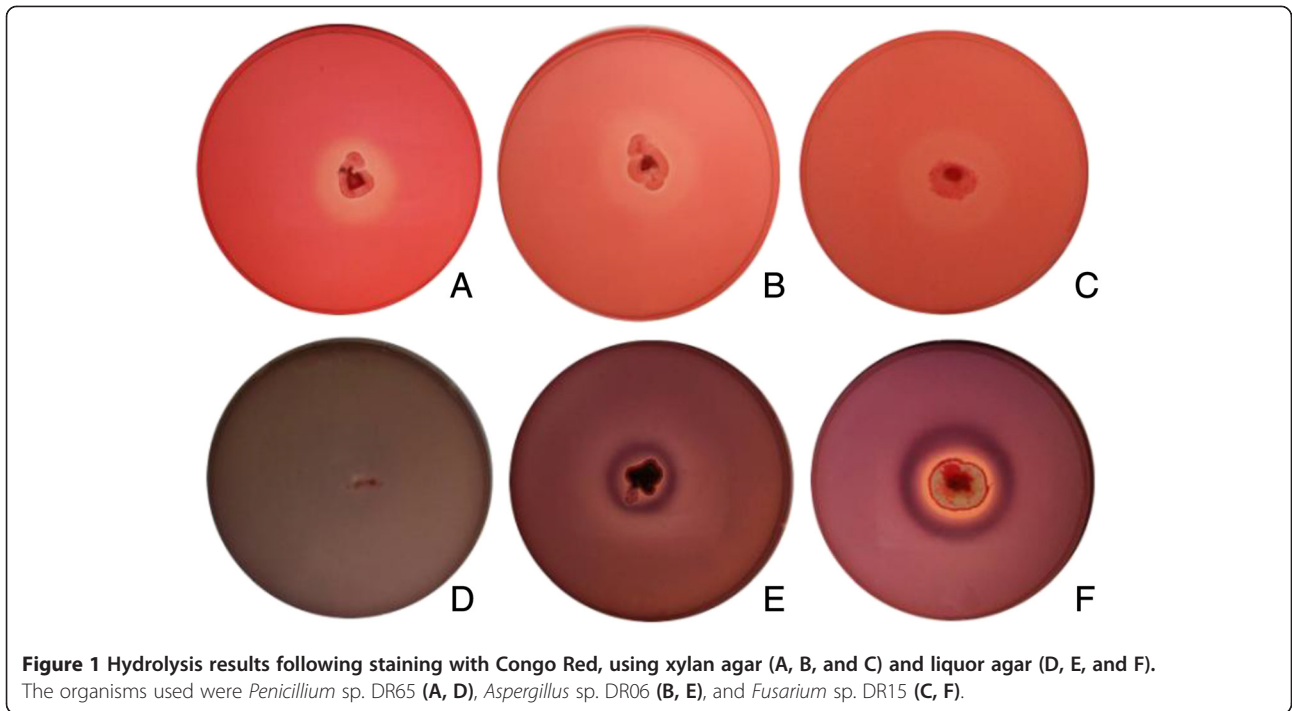 A
B
C
D
E
F
Figure 1 Hydrolysis results following staining with Congo Red, using xylan agar (A, B, and C) and liquor agar (D, E, and F).
The organisms used were Penicillium sp. DR65 (A, D), Aspergillus sp. DR06 (B, E), and Fusarium sp. DR15 (C, F).